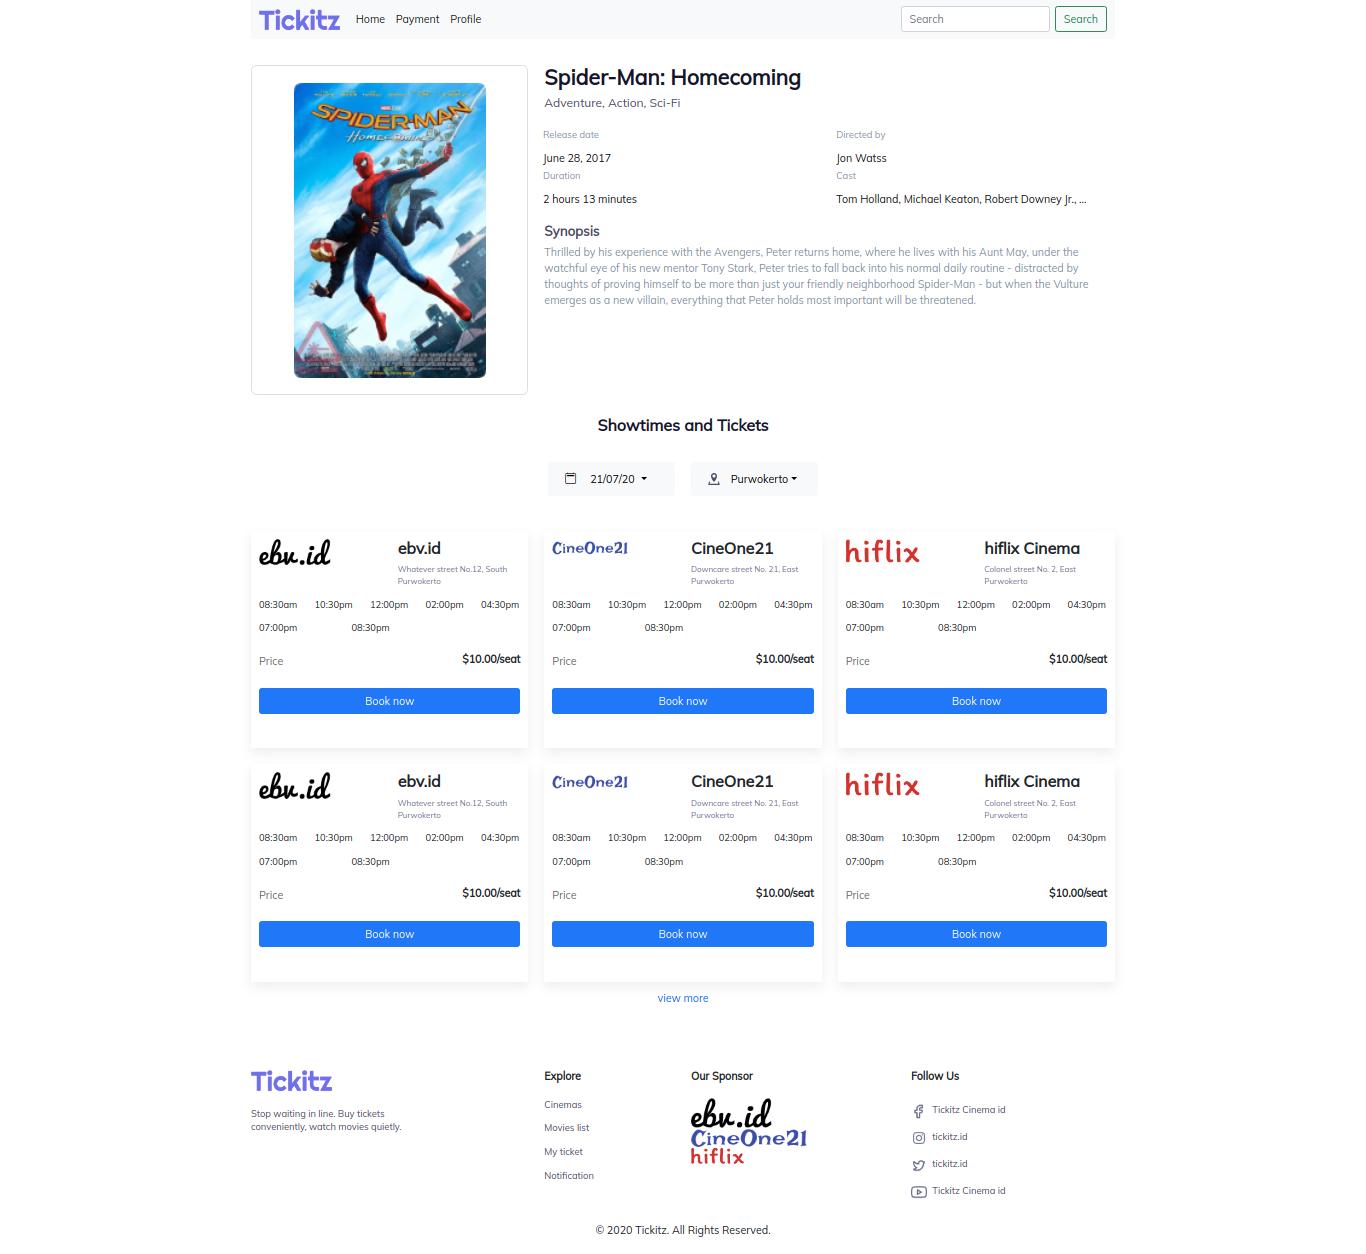 Tickitz Home Payment Profile Search Search
SPIDER-MAN
HOMECOMING
Spider-Man: Homecoming
Adventure, Action, Sci-Fi
Release date Directed by
June 28, 2017 Jon Watss
Duration Cast
2 hours 13 minutes Tom Holland, Michael Keaton, Robert Downey Jr., ...
Synopsis
Thrilled by his experience with the Avengers, Peter returns home, where he lives with his Aunt May, under the
watchful eye of his new mentor Tony Stark, Peter tries to fall back into his normal daily routine - distracted by
thoughts of proving himself to be more than just your friendly neighborhood Spider-Man - but when the Vulture
emerges as a new villain, everything that Peter holds most important will be threatened.
Showtimes and Tickets
21/07/20 Purwokerto
ebv.id ebv.id
Whatever street No.12, South
Purwokerto
08:30am 10:30pm 12:00pm 02:00pm 04:30pm
07:00pm 08:30pm
Price $10.00/seat
Book now
CineOne21 CineOne21
Downcare street No. 21, East
Purwokerto
08:30am 10:30pm 12:00pm 02:00pm 04:30pm
07:00pm 08:30pm
Price $10.00/seat
Book now
hiflix hiflix Cinema
Colonel street No. 2, East
Purwokerto
08:30am 10:30pm 12:00pm 02:00pm 04:30pm
07:00pm 08:30pm
Price $10.00/seat
Book now
ebv.id ebv.id
Whatever street No.12, South
Purwokerto
08:30am 10:30pm 12:00pm 02:00pm 04:30pm
07:00pm 08:30pm
Price $10.00/seat
Book now
CineOne21 CineOne21
Downcare street No. 21, East
Purwokerto
08:30am 10:30pm 12:00pm 02:00pm 04:30pm
07:00pm 08:30pm
Price $10.00/seat
Book now
hiflix hiflix Cinema
Colonel street No. 2, East
Purwokerto
08:30am 10:30pm 12:00pm 02:00pm 04:30pm
07:00pm 08:30pm
Price $10.00/seat
Book now
view more
Tickitz
Stop waiting in line. Buy tickets
conveniently, watch movies quietly.
Explore
Cinemas
Movies list
My ticket
Notification
Our Sponsor
ebv.id
CineOne21
hiflix
Follow Us
Tickitz Cinema id
tickitz.id
tickitz.id
Tickitz Cinema id
© 2020 Tickitz. All Rights Reserved.